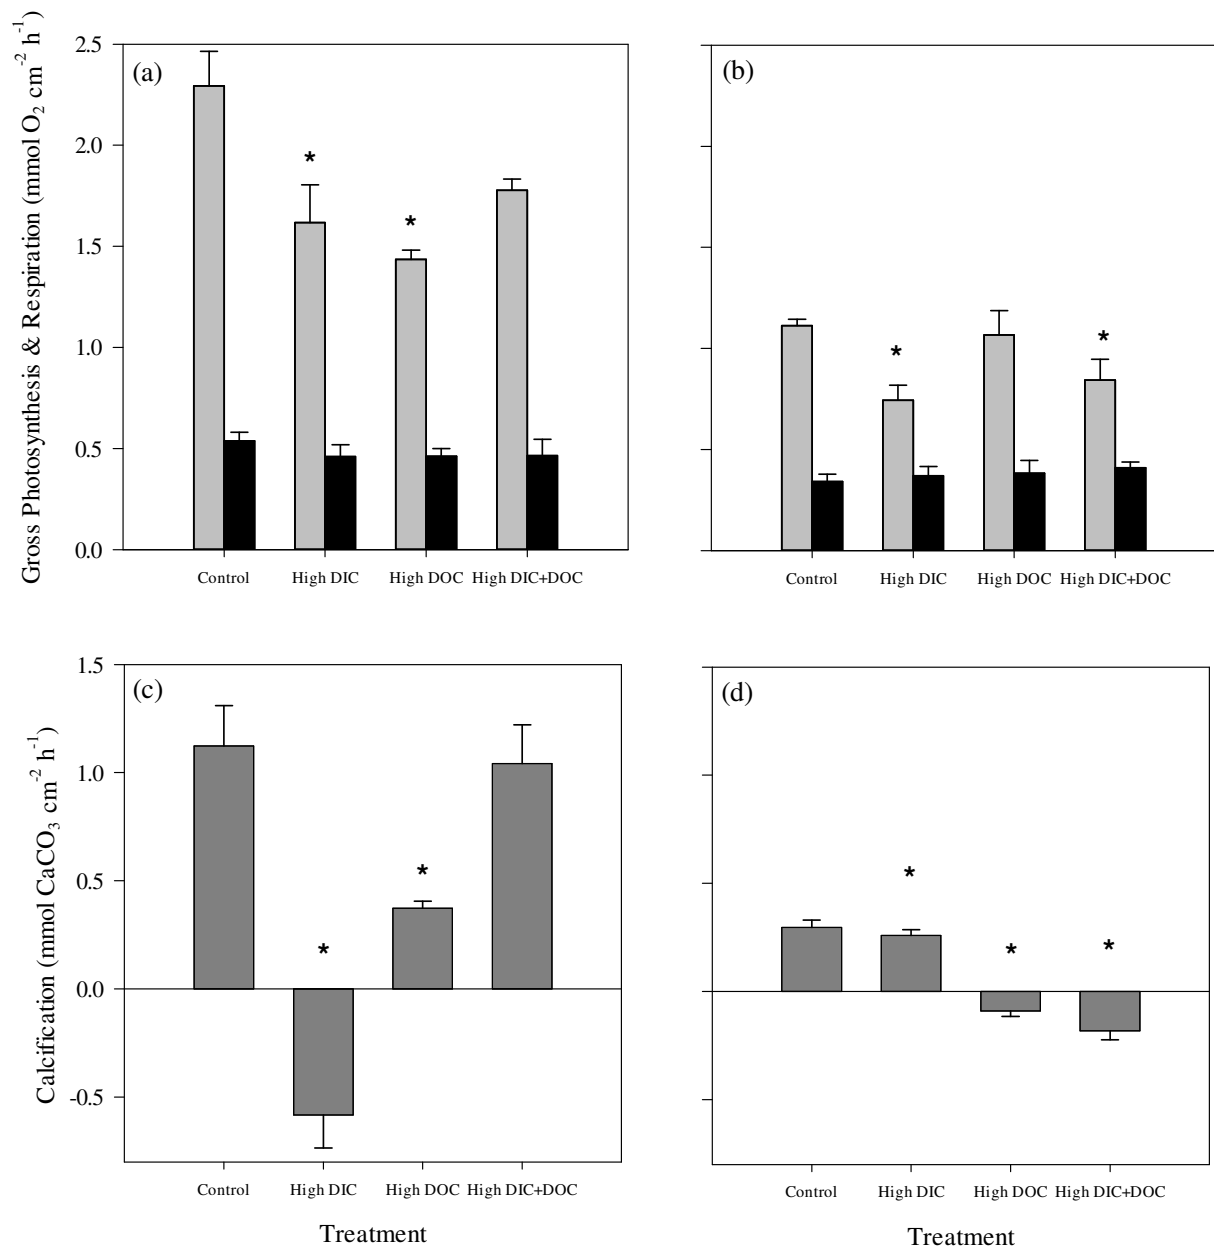 Gross Photosynthesis & Respiration (mmol O₂ cm⁻² h⁻¹)
2.5
2.0
1.5
1.0
0.5
0.0
(a)
*
*
Control
High DIC
High DOC
High DIC+DOC
(b)
*
*
Control
High DIC
High DOC
High DIC+DOC
Calcification (mmol CaCO₃ cm⁻² h⁻¹)
1.5
1.0
0.5
0.0
-0.5
(c)
*
*
Control
High DIC
High DOC
High DIC+DOC
Treatment
(d)
*
*
*
Control
High DIC
High DOC
High DIC+DOC
Treatment